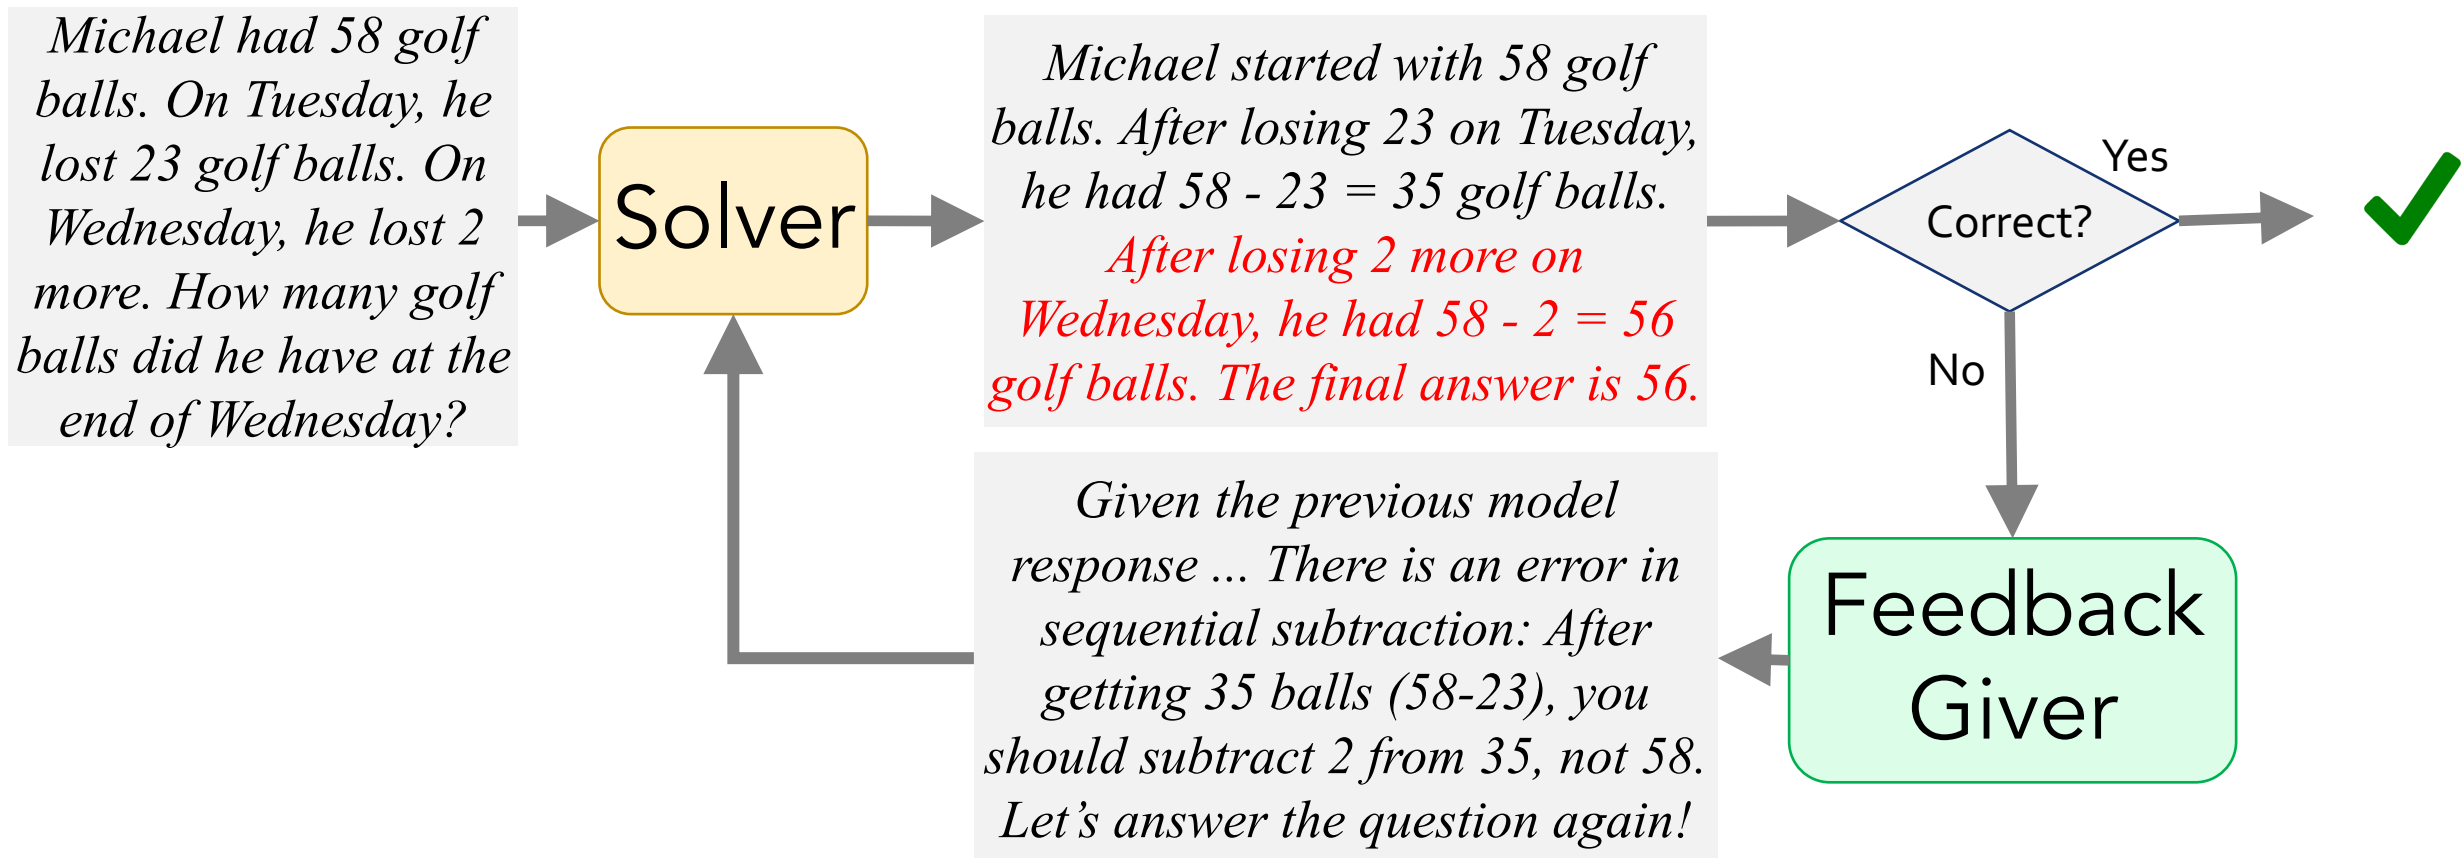 Michael had 58 golf
balls. On Tuesday, he
lost 23 golf balls. On
Wednesday, he lost 2
more. How many golf
balls did he have at the
end of Wednesday?
Solver
Michael started with 58 golf
balls. After losing 23 on Tuesday,
he had 58 - 23 = 35 golf balls.
After losing 2 more on
Wednesday, he had 58 - 2 = 56
golf balls. The final answer is 56.
Correct?
Yes
No
Feedback
Giver
Given the previous model
response ... There is an error in
sequential subtraction: After
getting 35 balls (58-23), you
should subtract 2 from 35, not 58.
Let’s answer the question again!